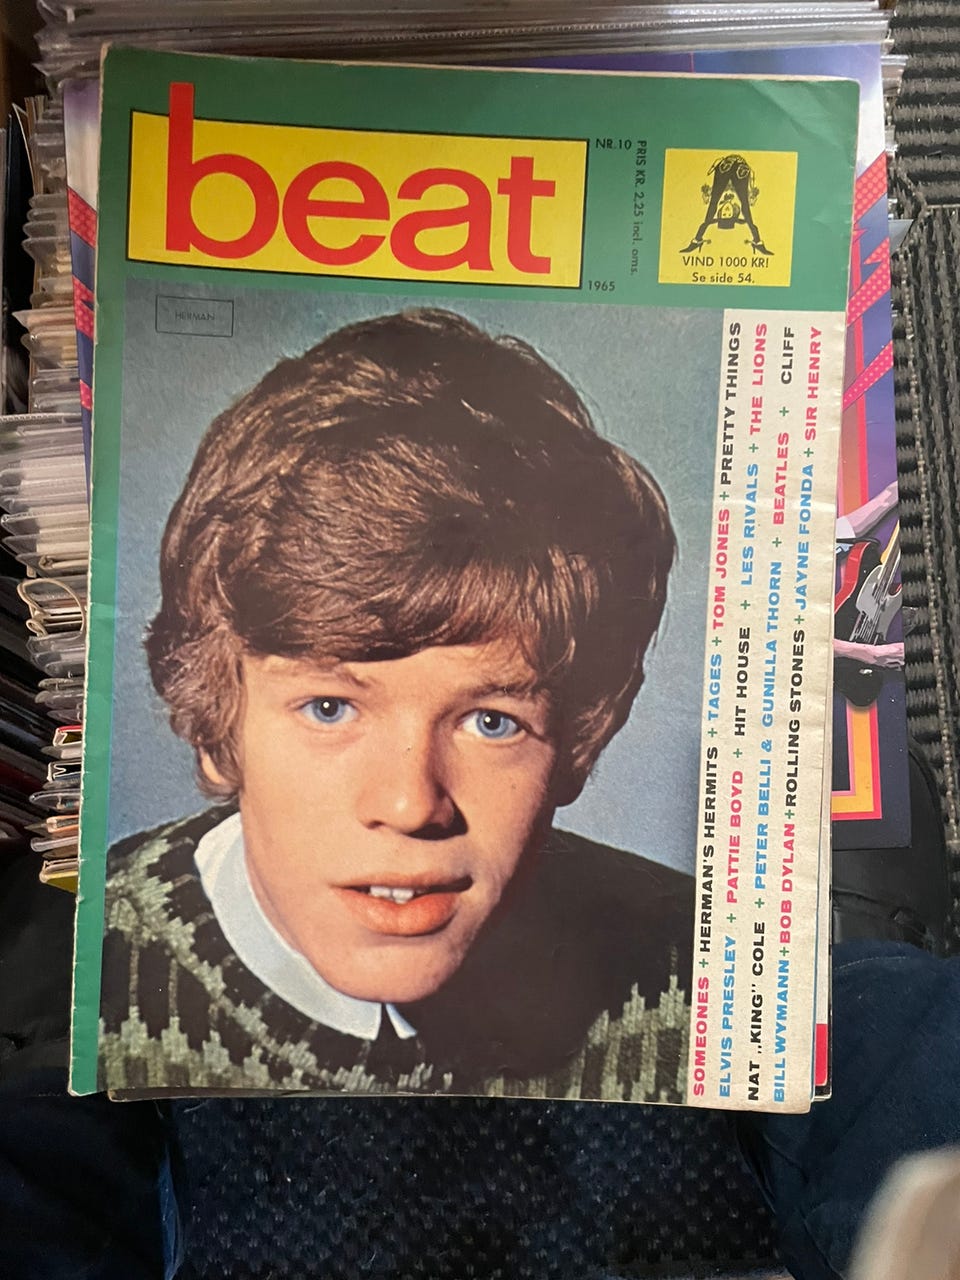 beat
NR.10
PRIS KR. 2,25 incl. oms.
1965
VIND 1000 KR!
Se side 54.
HERMAN
SOMEONES + HERMAN'S HERMITS + TAGES + TOM JONES + PRETTY THINGS
ELVIS PRESLEY + PATTIE BOYD + HIT HOUSE + LES RIVALS + THE LIONS
NAT „KING" COLE + PETER BELLI & GUNILLA THORN + BEATLES + CLIFF
BILL WYMANN+BOB DYLAN+ROLLING STONES+JAYNE FONDA+SIR HENRY